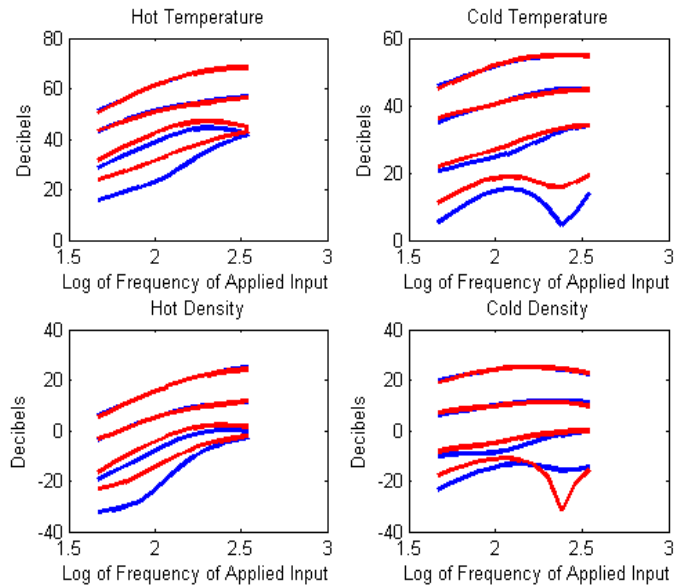 Hot Temperature
Cold Temperature
80
60
40
20
0
Decibels
1.5
2
2.5
3
Log of Frequency of Applied Input
60
40
20
0
Decibels
1.5
2
2.5
3
Log of Frequency of Applied Input
Hot Density
Cold Density
40
20
0
-20
-40
Decibels
1.5
2
2.5
3
Log of Frequency of Applied Input
40
20
0
-20
-40
Decibels
1.5
2
2.5
3
Log of Frequency of Applied Input